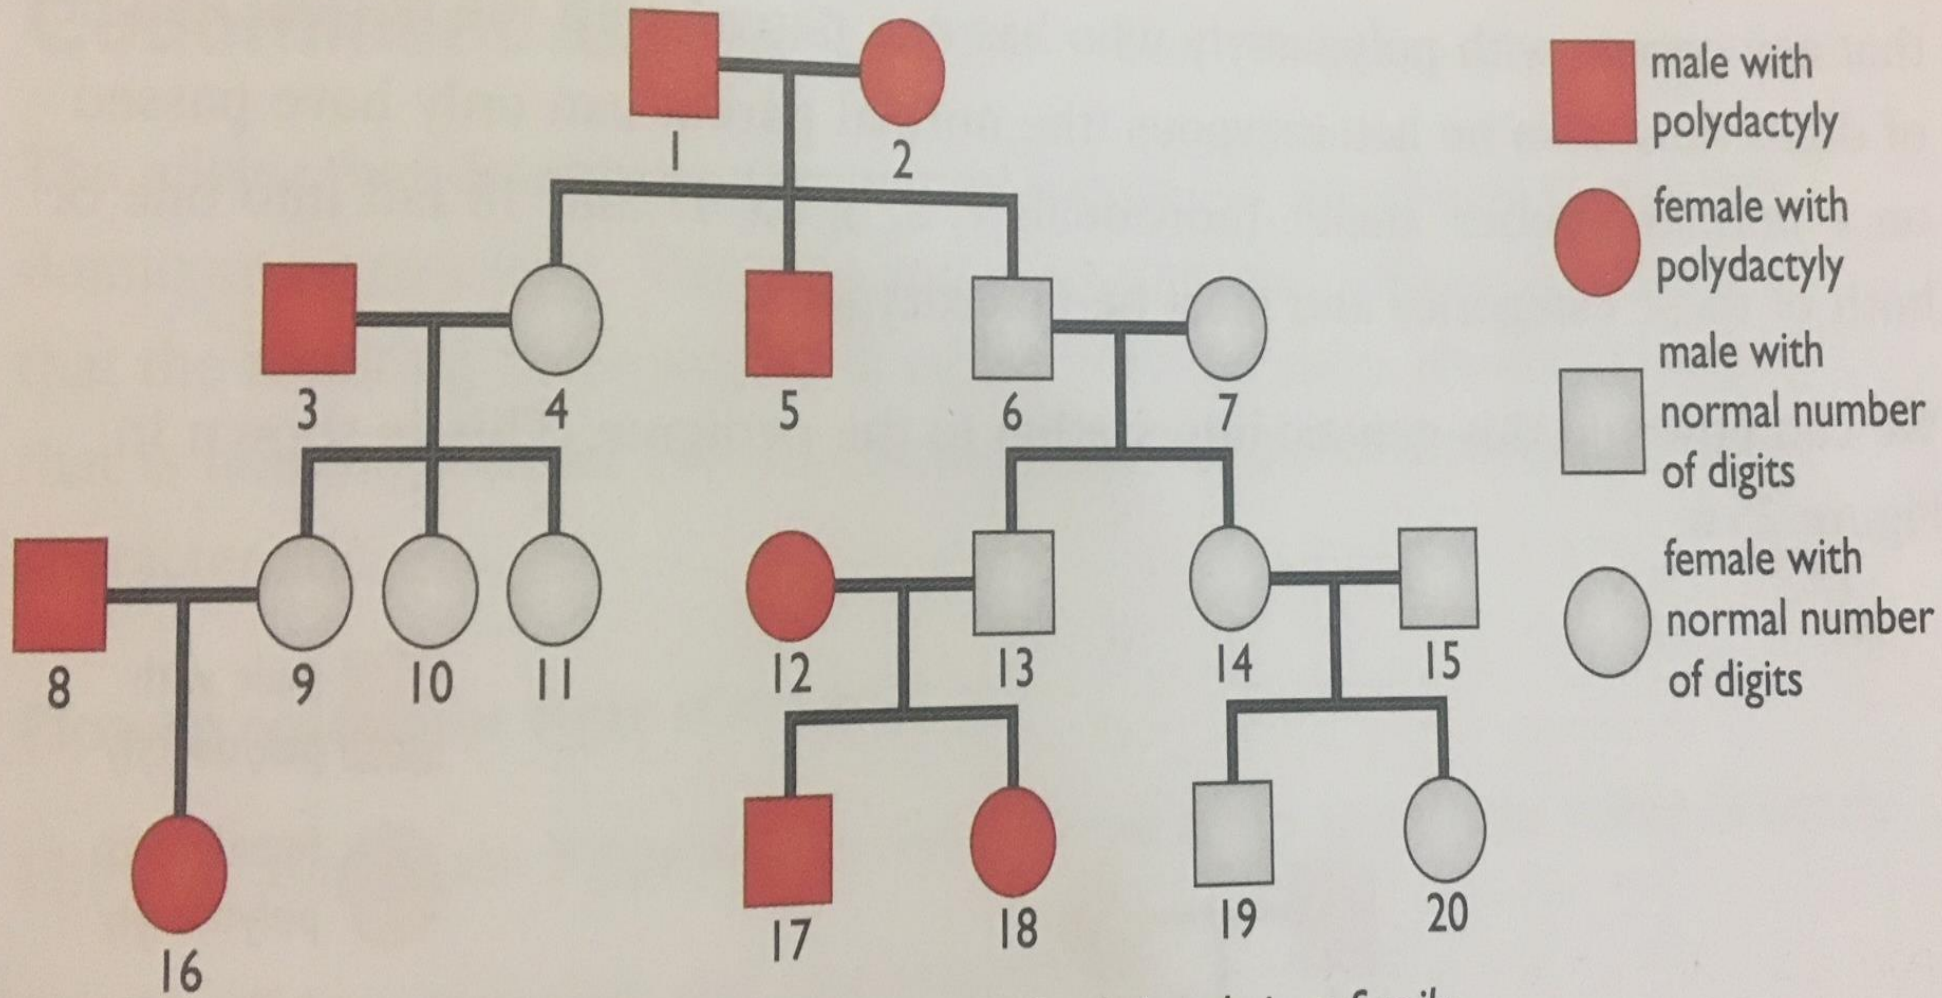 1
2
3
4
5
6
7
8
9
10
11
12
13
14
15
16
17
18
19
20
male with
polydactyly
female with
polydactyly
male with
normal number
of digits
female with
normal number
of digits